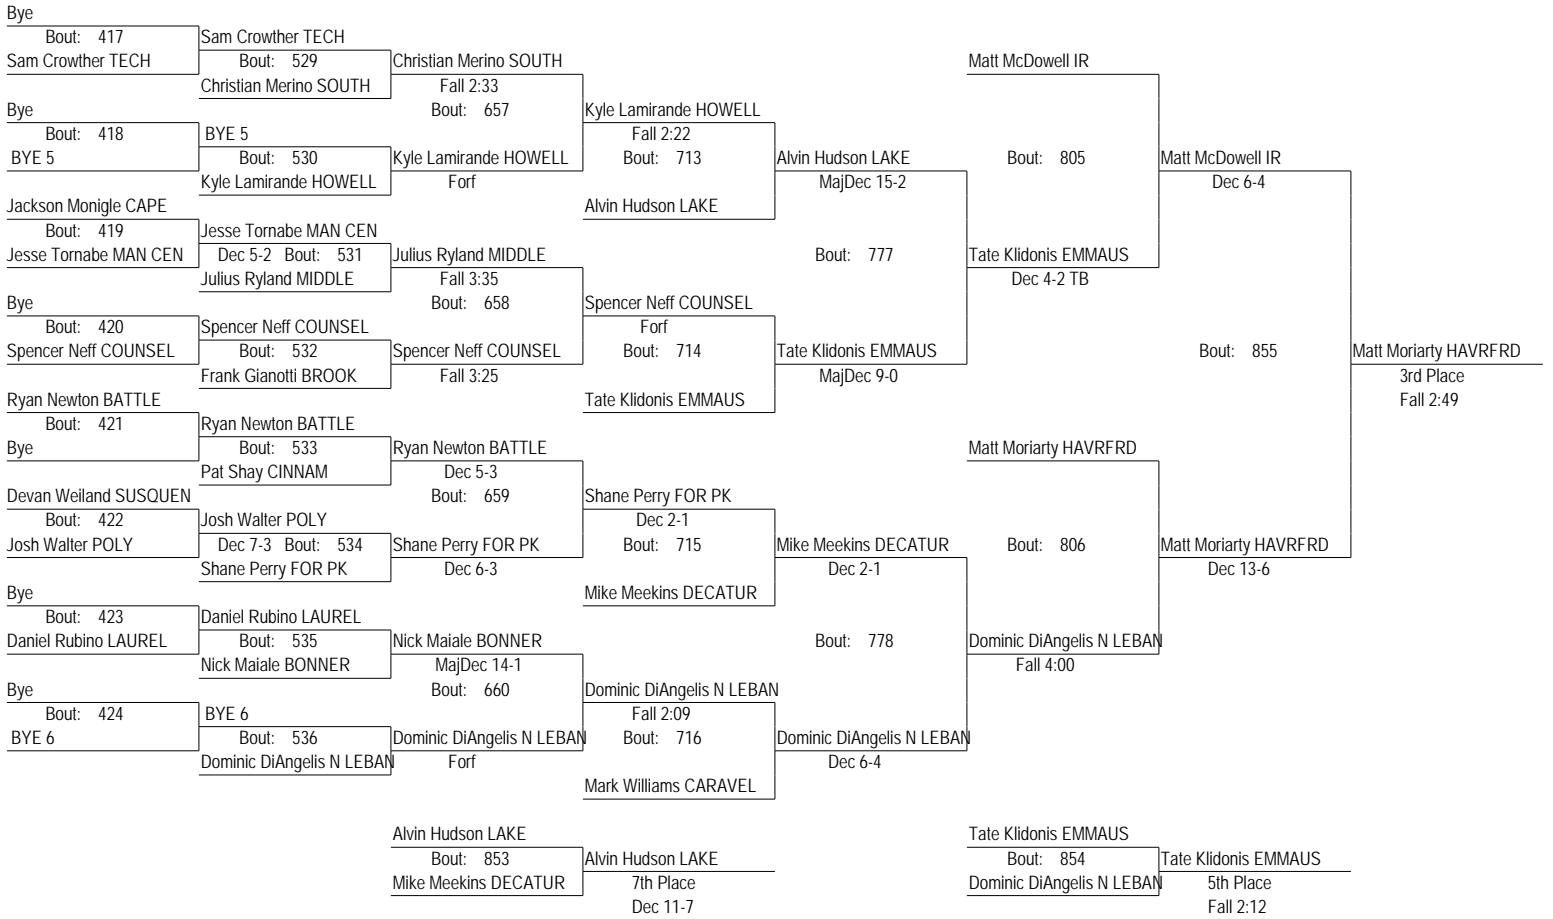 Bye
Bout: 417 Sam Crowther TECH
Sam Crowther TECH Bout: 529 Christian Merino SOUTH Matt McDowell IR
Christian Merino SOUTH Fall 2:33
Bye Bout: 657 Kyle Lamirande HOWELL
Bout: 418 BYE 5 Fall 2:22
BYE 5 Bout: 530 Kyle Lamirande HOWELL Bout: 713 Alvin Hudson LAKE Bout: 805 Matt McDowell IR
Kyle Lamirande HOWELL Forf MajDec 15-2 Dec 6-4
Jackson Monigle CAPE Alvin Hudson LAKE
Bout: 419 Jesse Tornabe MAN CEN
Jesse Tornabe MAN CEN Dec 5-2 Bout: 531 Julius Ryland MIDDLE Bout: 777 Tate Klidonis EMMAUS
Julius Ryland MIDDLE Fall 3:35 Dec 4-2 TB
Bye Bout: 658 Spencer Neff COUNSEL
Bout: 420 Spencer Neff COUNSEL Forf
Spencer Neff COUNSEL Bout: 532 Spencer Neff COUNSEL Bout: 714 Tate Klidonis EMMAUS Bout: 855 Matt Moriarty HAVRFRD
Frank Gianotti BROOK Fall 3:25 MajDec 9-0 3rd Place
Ryan Newton BATTLE Tate Klidonis EMMAUS Fall 2:49
Bout: 421 Ryan Newton BATTLE
Bye Bout: 533 Ryan Newton BATTLE Matt Moriarty HAVRFRD
Pat Shay CINNAM Dec 5-3
Devan Weiland SUSQUEN Bout: 659 Shane Perry FOR PK
Bout: 422 Josh Walter POLY Dec 2-1
Josh Walter POLY Dec 7-3 Bout: 534 Shane Perry FOR PK Bout: 715 Mike Meekins DECATUR Bout: 806 Matt Moriarty HAVRFRD
Shane Perry FOR PK Dec 6-3 Dec 2-1 Dec 13-6
Bye Mike Meekins DECATUR
Bout: 423 Daniel Rubino LAUREL
Daniel Rubino LAUREL Bout: 535 Nick Maiale BONNER Bout: 778 Dominic DiAngelis N LEBAN
Nick Maiale BONNER MajDec 14-1 Fall 4:00
Bye Bout: 660 Dominic DiAngelis N LEBAN
Bout: 424 BYE 6 Fall 2:09
BYE 6 Bout: 536 Dominic DiAngelis N LEBAN Bout: 716 Dominic DiAngelis N LEBAN
Dominic DiAngelis N LEBAN Forf Dec 6-4
Mark Williams CARAVEL
Alvin Hudson LAKE Tate Klidonis EMMAUS
Bout: 853 Alvin Hudson LAKE Bout: 854 Tate Klidonis EMMAUS
Mike Meekins DECATUR 7th Place Dominic DiAngelis N LEBAN 5th Place
Dec 11-7 Fall 2:12